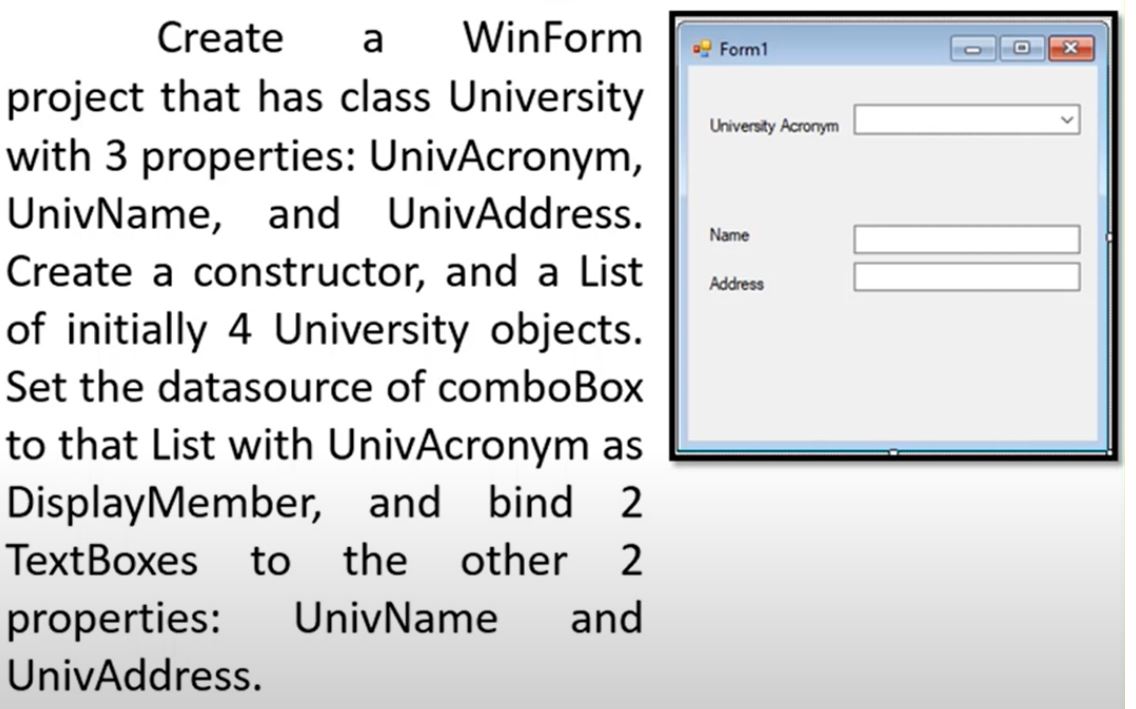 Create a WinForm
project that has class University
with 3 properties: UnivAcronym,
UnivName, and UnivAddress.
Create a constructor, and a List
of initially 4 University objects.
Set the datasource of comboBox
to that List with UnivAcronym as
DisplayMember, and bind 2
TextBoxes to the other 2
properties: UnivName and
UnivAddress.
Form1
University Acronym
Name
Address